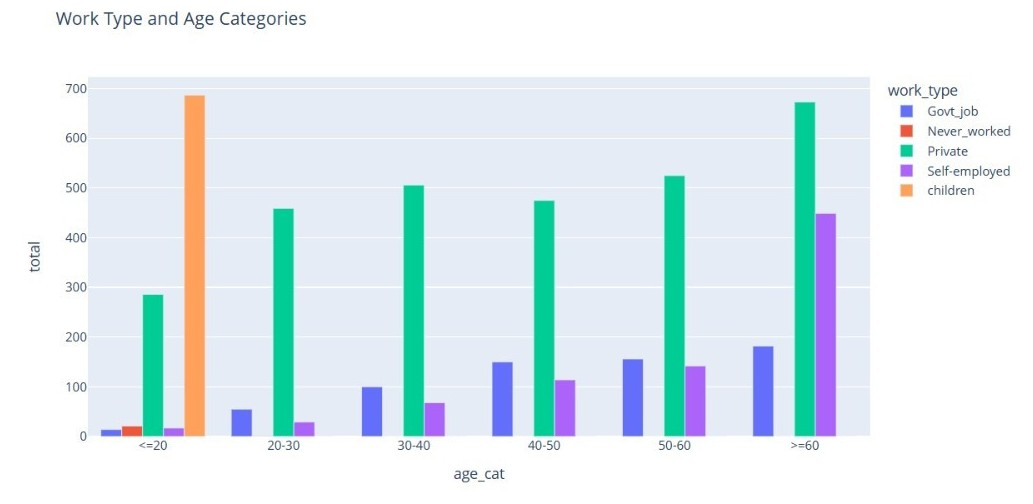 Work Type and Age Categories
work_type
Govt_job
Never_worked
Private
Self-employed
children
total
700
600
500
400
300
200
100
0
<=20 20-30 30-40 40-50 50-60 >=60
age_cat